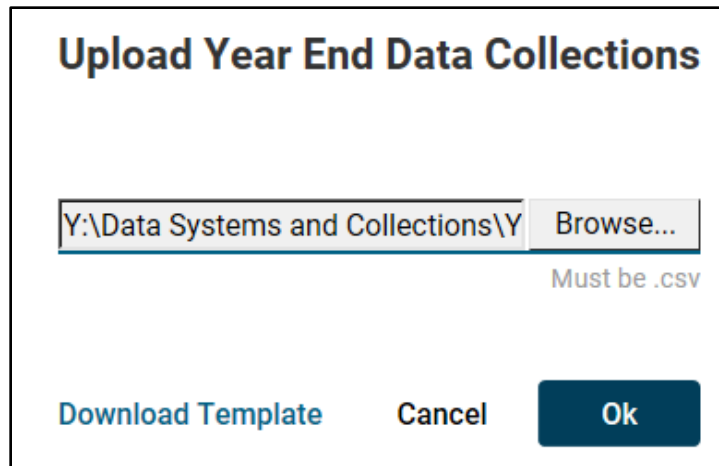 Upload Year End Data Collections
Y:\Data Systems and Collections\Y Browse...
Must be .csv
Download Template Cancel Ok